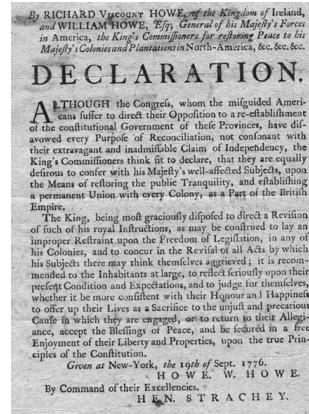 By RICHARD VISCOUNT HOWE, of the Kingdom of Ireland,
and WILLIAM HOWE, Esq; General of his Majesty's Forces
in America, the King's Commissioners for restoring Peace to his
Majesty's Colonies and Plantation in North-America, &c. &c. &c.
DECLARATION.
ALTHOUGH the Congreſs, whom the miſguided Ameri-
cans ſuffer to direct their Oppoſition to a re-eſtabliſhment
of the conſtitutional Government of theſe Provinces, have diſ-
avowed every Purpoſe of Reconciliation, not conſonant with
their extravagant and inadmiſſable Claim of Independency, the
King's Commiſſioners think fit to declare, that they are equally
deſirous to confer with his Majeſty's well-affected Subjects, upon
the Means of reſtoring the public Tranquility, and eſtabliſhing
a permanent Union with every Colony, as a Part of the Britiſh
Empire.
The King, being moſt graciouſly diſpoſed to direct a Reviſion
of ſuch of his royal Inſtructions, as may be conſtrued to lay an
improper Reſtraint upon the Freedom of Legiſlation, in any of
his Colonies, and to concur in the Reviſal of all Acts by which
his Subjects there may think themſelves aggrieved; it is recom-
mended to the Inhabitants at large, to reflect ſeriouſly upon their
preſent Condition and Expectations, and to judge for themſelves,
whether it be more conſiſtent with their Honour and Happineſs
to offer up their Lives as a Sacrifice to the unjuſt and precarious
Cauſe in which they are engaged, or to return to their Allegi-
ance, accept the Bleſſings of Peace, and be ſecured in a free
Enjoyment of their Liberty and Properties, upon the true Prin-
ciples of the Conſtitution.
Given at New-York, the 19th of Sept. 1776.
HOWE. W. HOWE.
By Command of their Excellencies.
HEN. STRACHEY.